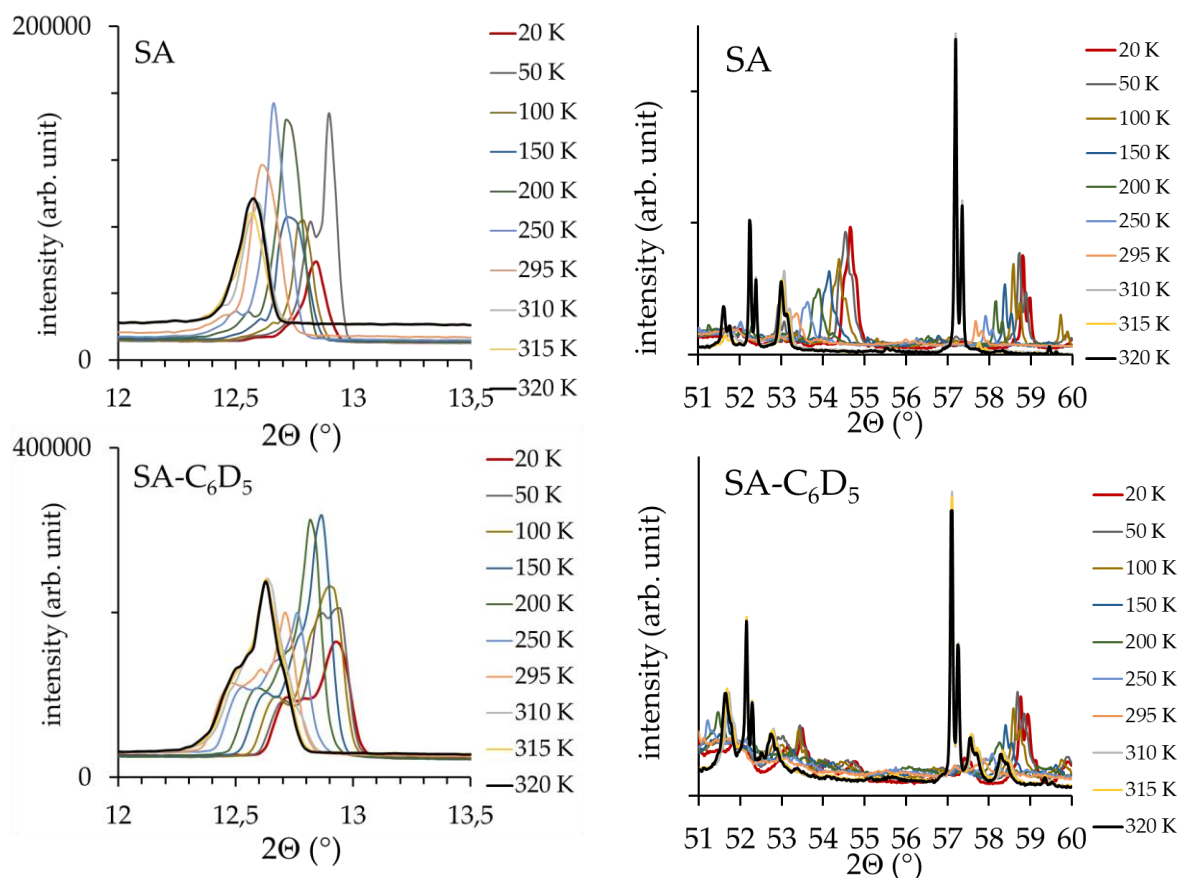 200000
SA
intensity (arb. unit)
0
12 12,5 13 13,5
2Θ (°)
20 K
50 K
100 K
150 K
200 K
250 K
295 K
310 K
315 K
320 K
SA
intensity (arb. unit)
51 52 53 54 55 56 57 58 59 60
2Θ (°)
20 K
50 K
100 K
150 K
200 K
250 K
295 K
310 K
315 K
320 K
400000
SA-C₆D₅
intensity (arb. unit)
0
12 12,5 13 13,5
2Θ (°)
20 K
50 K
100 K
150 K
200 K
250 K
295 K
310 K
315 K
320 K
SA-C₆D₅
intensity (arb. unit)
51 52 53 54 55 56 57 58 59 60
2Θ (°)
20 K
50 K
100 K
150 K
200 K
250 K
295 K
310 K
315 K
320 K